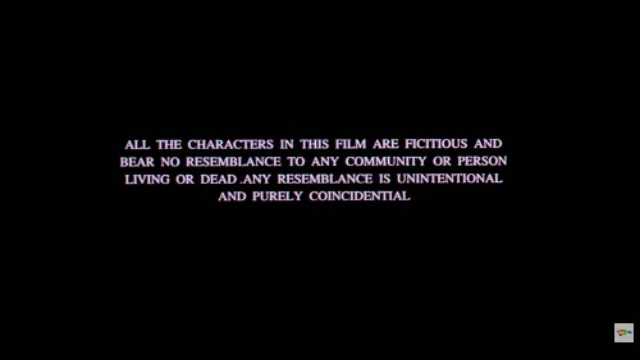 ALL THE CHARACTERS IN THIS FILM ARE FICITIOUS AND
BEAR NO RESEMBLANCE TO ANY COMMUNITY OR PERSON
LIVING OR DEAD .ANY RESEMBLANCE IS UNINTENTIONAL
AND PURELY COINCIDENTIAL